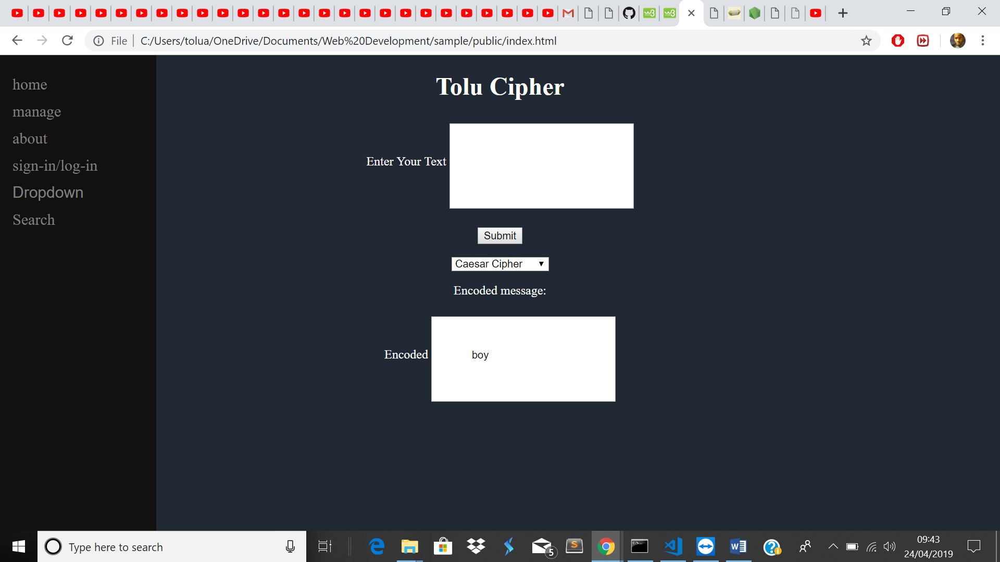 File
C:/Users/tolua/OneDrive/Documents/Web%20Development/sample/public/index.html
home
manage
about
sign-in/log-in
Dropdown
Search
Tolu Cipher
Enter Your Text
Submit
Caesar Cipher
Encoded message:
Encoded
boy
Type here to search
5
09:43
24/04/2019